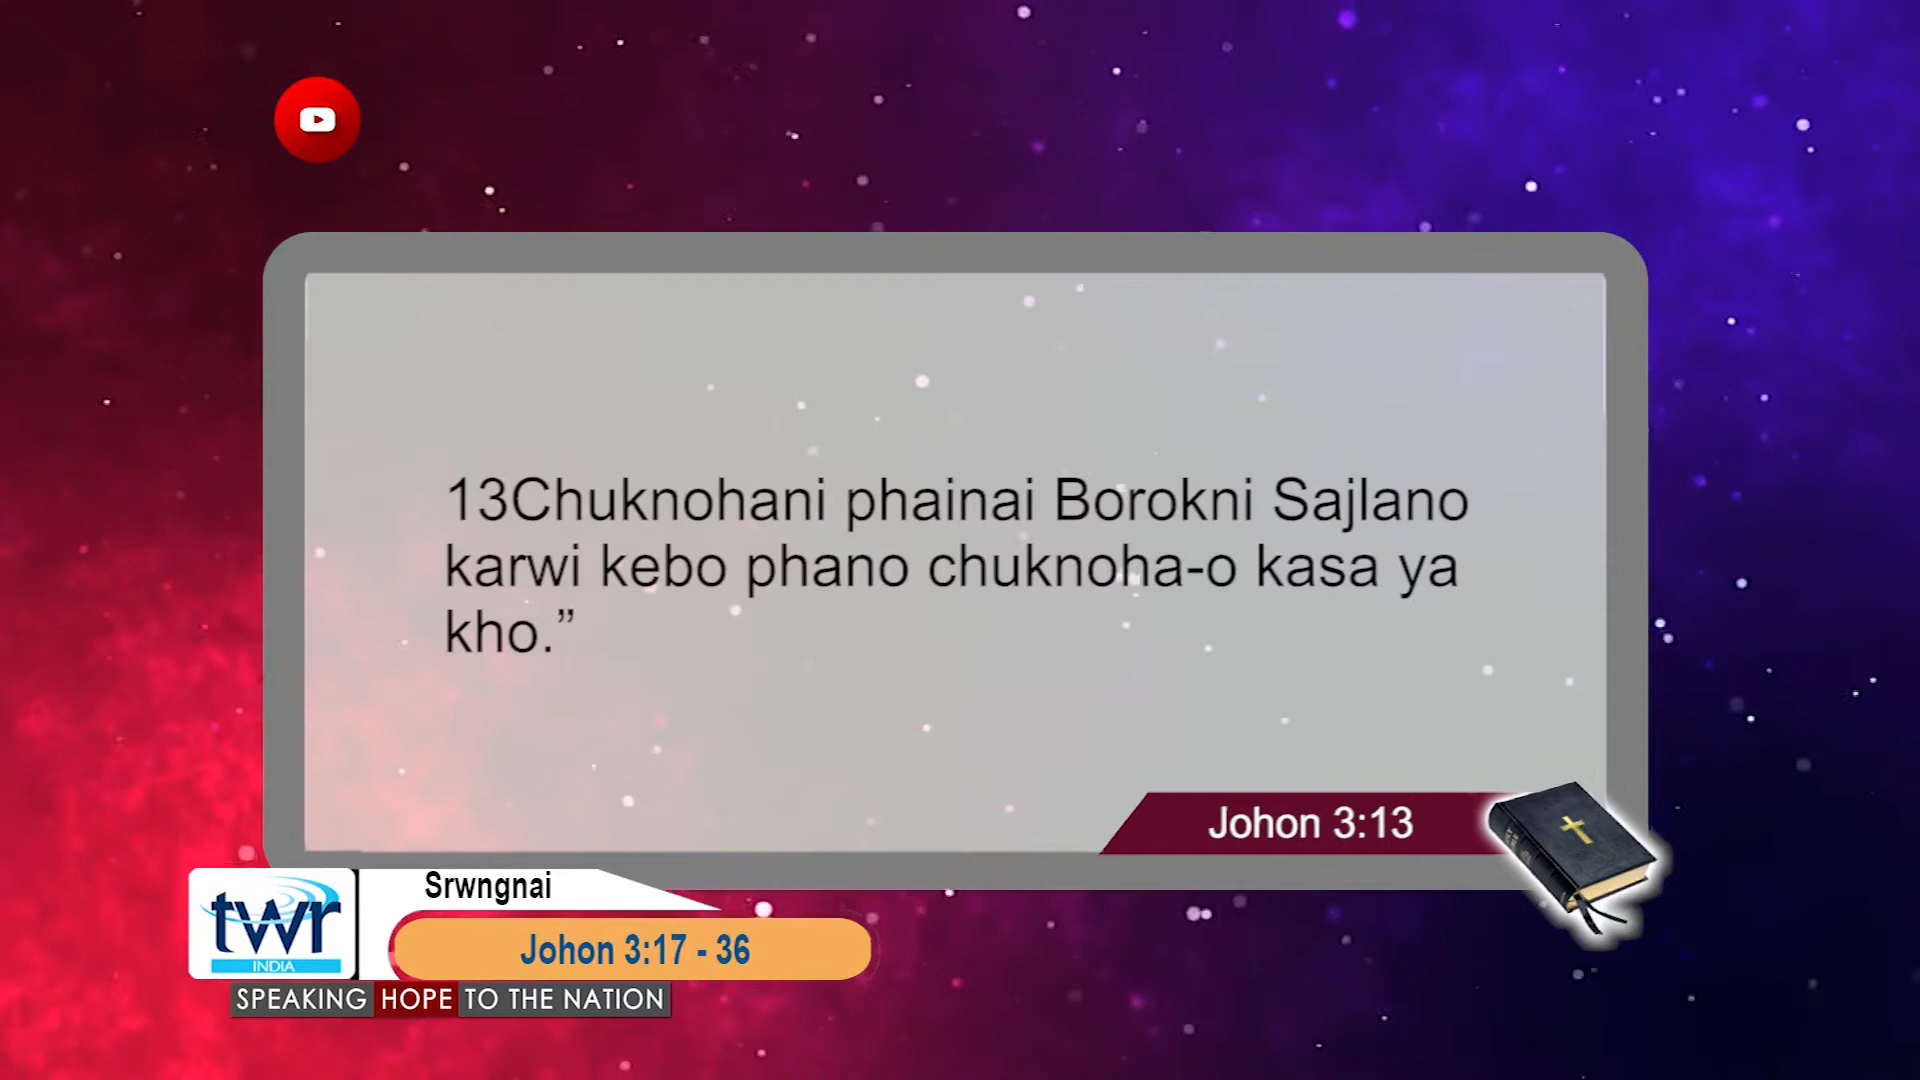 13Chuknohani phainai Borokni Sajlano
karwi kebo phano chuknoha-o kasa ya
kho.”
Johon 3:13
twr
INDIA
Srwngnai
Johon 3:17 - 36
SPEAKING HOPE TO THE NATION